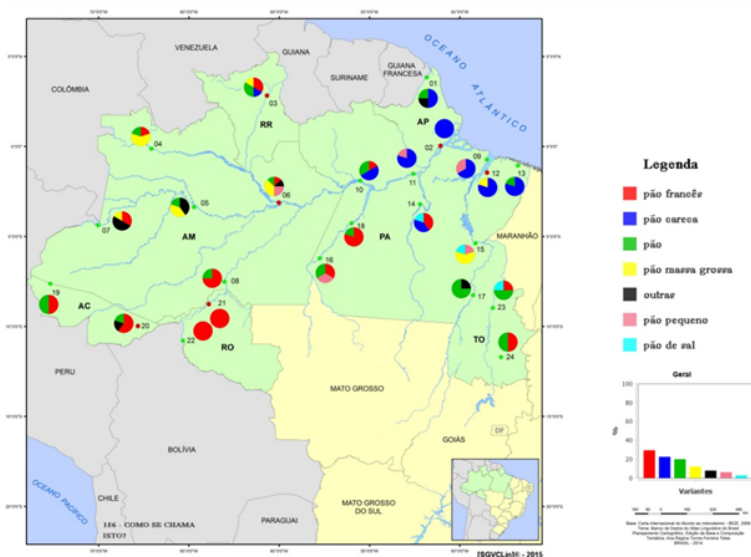 OCEANO
ATLÂNTICO
VENEZUELA
GUIANA
COLÔMBIA
SURINAME
GUIANA
FRANCESA
01
AP
03
RR
02
04
09
12
13
06
10
11
05
14
07
AM
18
PA
MARANHÃO
15
16
08
17
19
23
AC
21
20
22
RO
TO
24
PERU
MATO GROSSO
BOLÍVIA
GOIÁS
DF
OCEANO PACÍFICO
CHILE
PARAGUAI
MATO GROSSO
DO SUL
186 - COMO SE CHAMA
ISTO?
[SGVCLin]® - 2015
Legenda
pão francês
pão careca
pão
pão massa grossa
outras
pão pequeno
pão de sal
Geral
100
80
60
40
20
0
%
Variantes